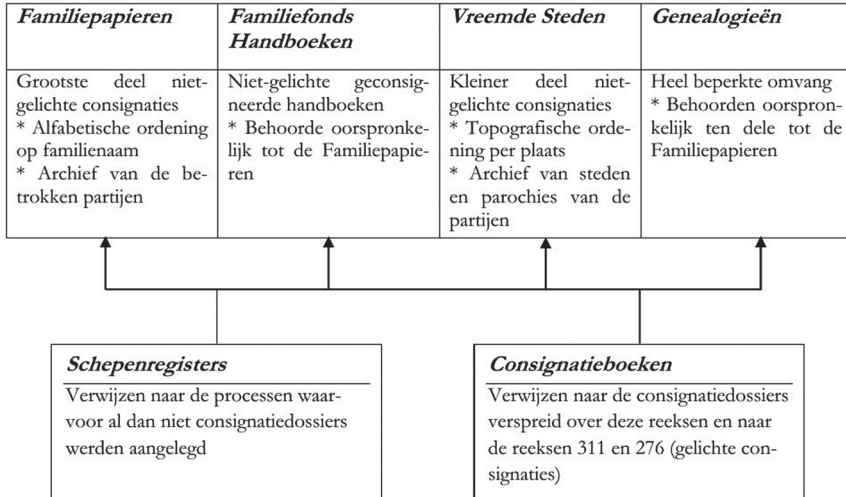 Familiepapieren
Grootste deel niet-
gelichte consignaties
* Alfabetische ordening
op familienaam
* Archief van de be-
trokken partijen
Familiefonds
Handboeken
Niet-gelichte geconsig-
neerde handboeken
* Behoorde oorspronke-
lijk tot de Familiepapie-
ren
Vreemde Steden
Kleiner deel niet-
gelichte consignaties
* Topografische orde-
ning per plaats
* Archief van steden
en parochies van de
partijen
Genealogieën
Heel beperkte omvang
* Behoorden oorspron-
kelijk ten dele tot de
Familiepapieren
Schepenregisters
Verwijzen naar de processen waar-
voor al dan niet consignatiedossiers
werden aangelegd
Consignatieboeken
Verwijzen naar de consignatiedossiers
verspreid over deze reeksen en naar
de reeksen 311 en 276 (gelichte con-
signaties)